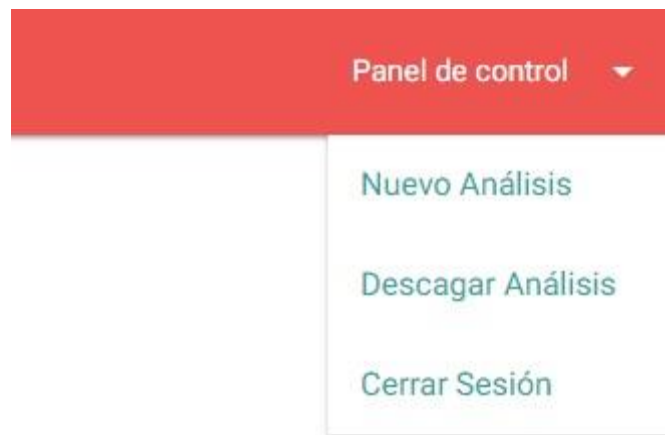 Panel de control
Nuevo Análisis
Descagar Análisis
Cerrar Sesión